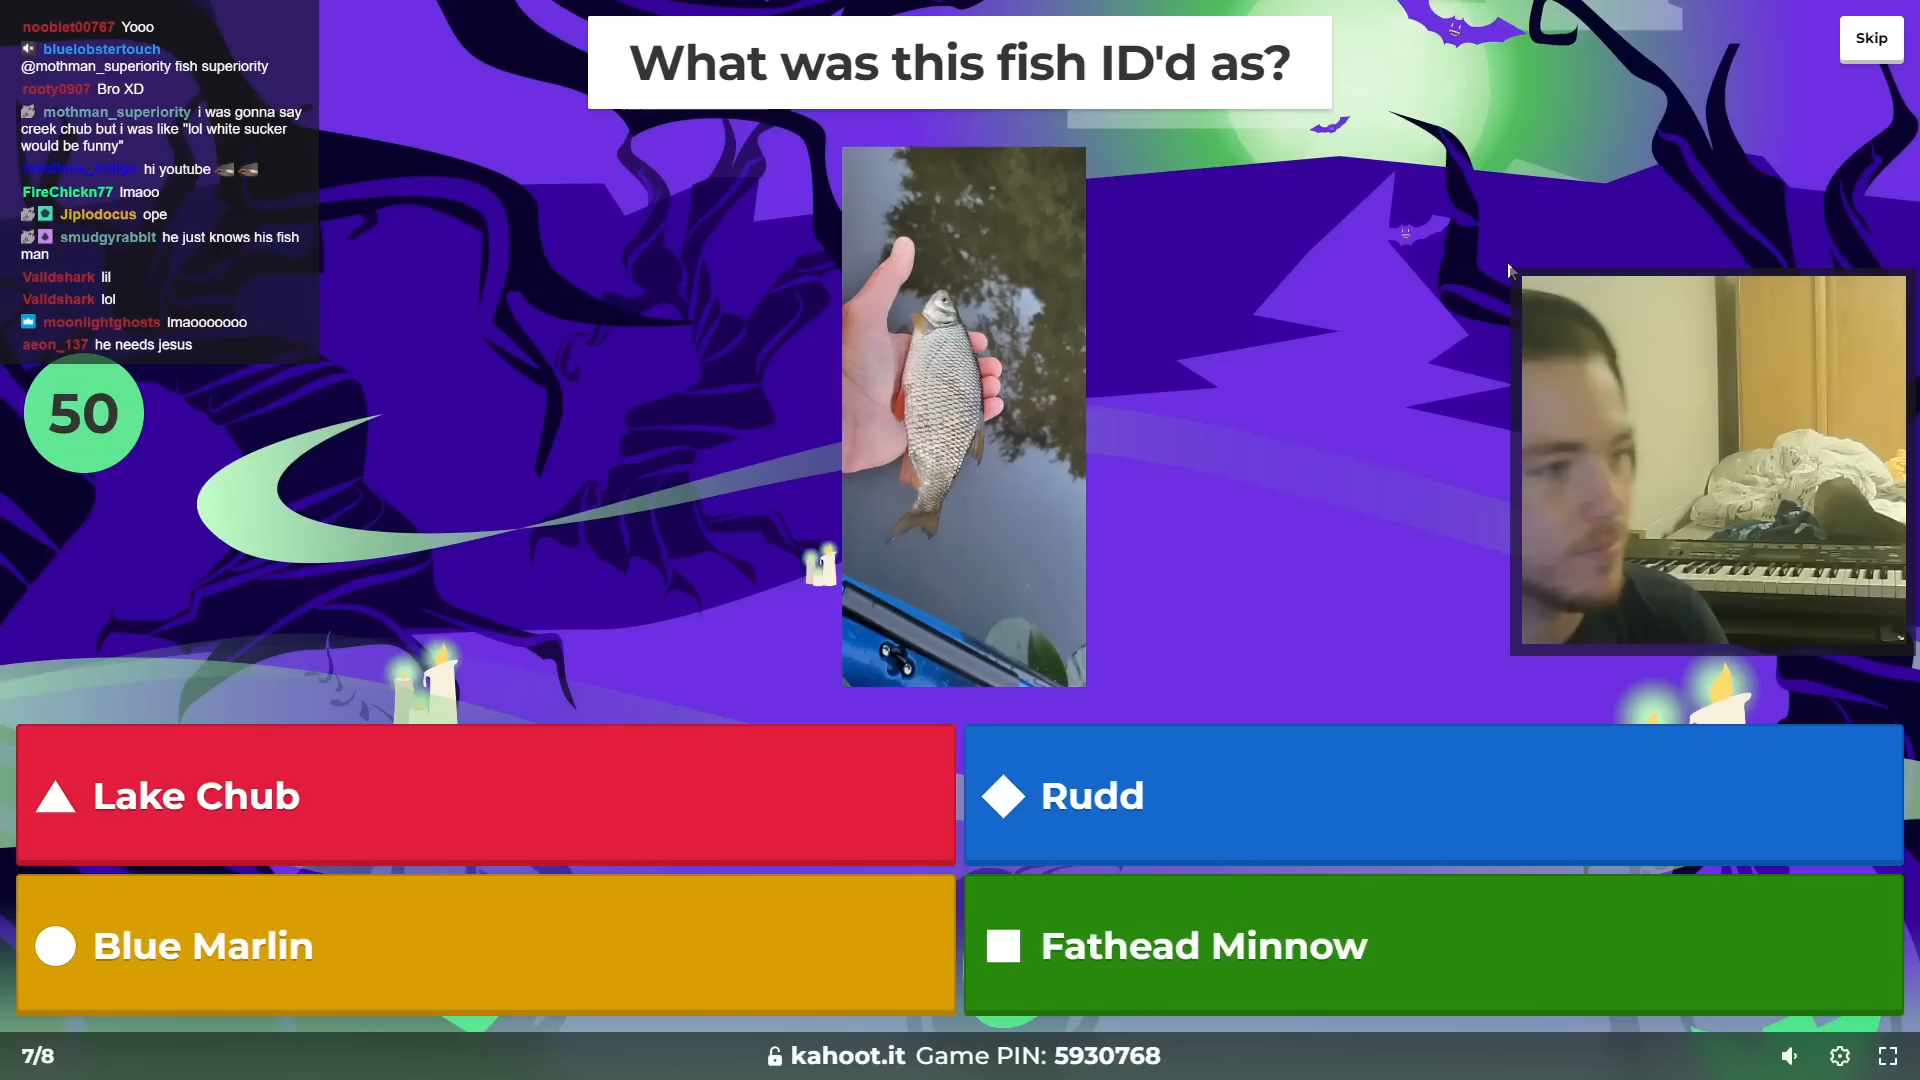 What was this fish ID'd as?
Skip
nooblet00767 Yooo
bluelobstertouch
@mothman_superiority fish superiority
rooty0907 Bro XD
mothman_superiority i was gonna say
creek chub but i was like "lol white sucker
would be funny"
hi youtube
FireChickn77 lmaoo
Jiplodocus ope
smudgyrabbit he just knows his fish
man
Validshark lil
Validshark lol
moonlightghosts lmaooooooo
aeon_137 he needs jesus
50
Lake Chub
Rudd
Blue Marlin
Fathead Minnow
7/8
kahoot.it Game PIN: 5930768